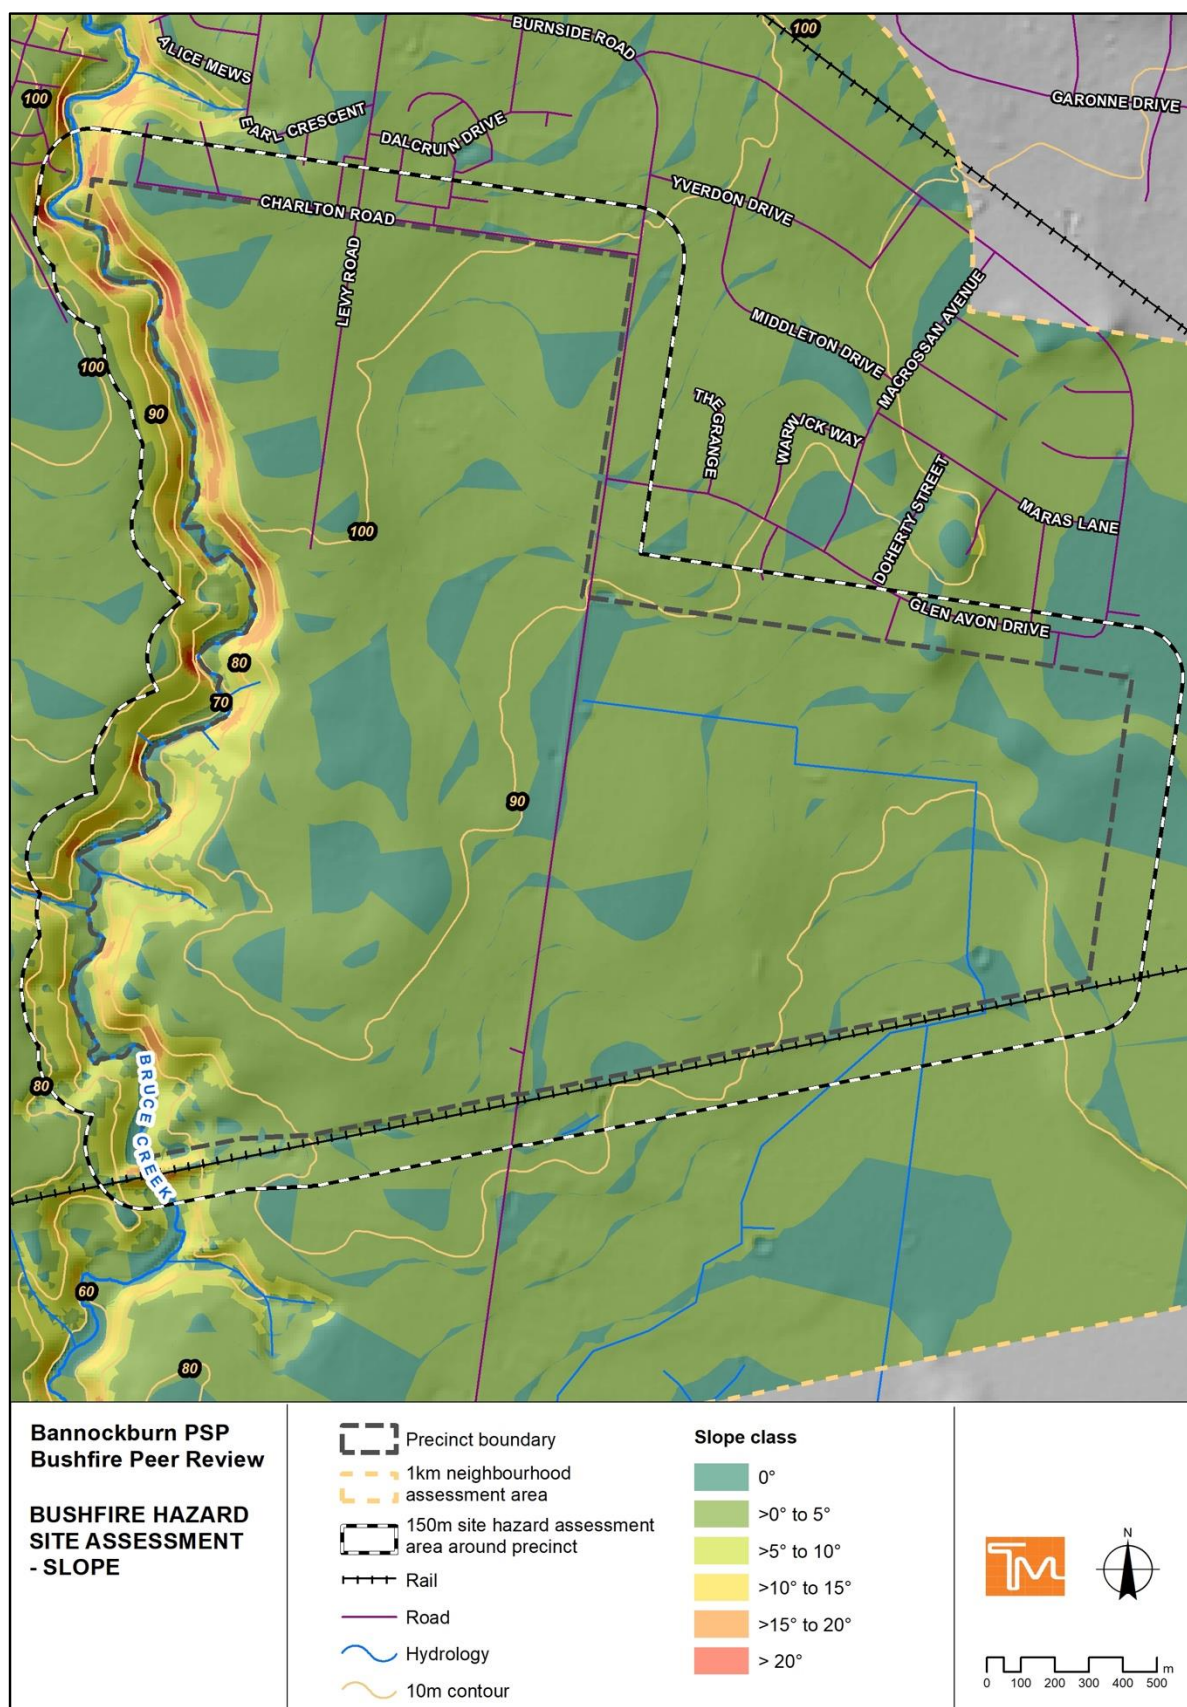 BURNSIDE ROAD
100
ALICE MEWS
100
GARONNE DRIVE
EARL CRESCENT
DALCRUIN DRIVE
YVERDON DRIVE
CHARLTON ROAD
LEVY ROAD
MACROSSAN AVENUE
MIDDLETON DRIVE
100
90
THE GRANGE
WARWICK WAY
DOHERTY STREET
MARAS LANE
100
GLEN AVON DRIVE
80
70
90
BRUCE CREEK
80
60
80
Bannockburn PSP
Bushfire Peer Review
BUSHFIRE HAZARD
SITE ASSESSMENT
- SLOPE
Precinct boundary
1km neighbourhood
assessment area
150m site hazard assessment
area around precinct
Rail
Road
Hydrology
10m contour
Slope class
0°
>0° to 5°
>5° to 10°
>10° to 15°
>15° to 20°
> 20°
TM
N
m
0 100 200 300 400 500